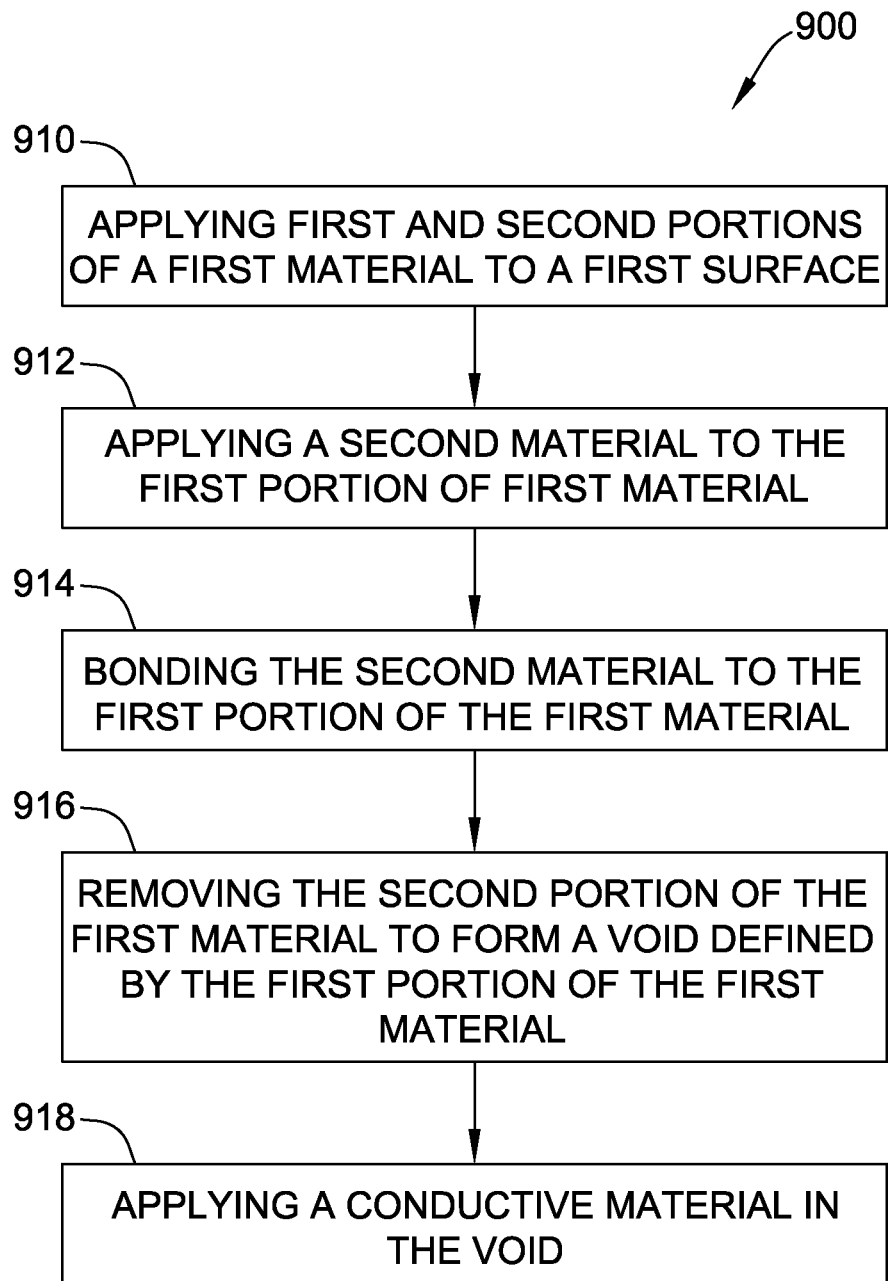 900
910
APPLYING FIRST AND SECOND PORTIONS
OF A FIRST MATERIAL TO A FIRST SURFACE
912
APPLYING A SECOND MATERIAL TO THE
FIRST PORTION OF FIRST MATERIAL
914
BONDING THE SECOND MATERIAL TO THE
FIRST PORTION OF THE FIRST MATERIAL
916
REMOVING THE SECOND PORTION OF THE
FIRST MATERIAL TO FORM A VOID DEFINED
BY THE FIRST PORTION OF THE FIRST
MATERIAL
918
APPLYING A CONDUCTIVE MATERIAL IN
THE VOID